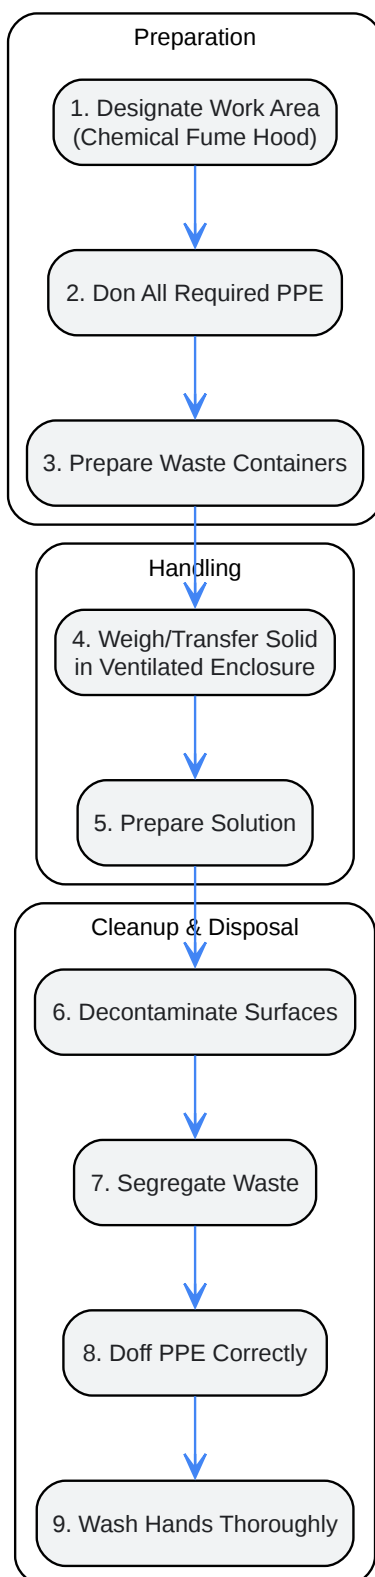 Preparation
1. Designate Work Area
(Chemical Fume Hood)
2. Don All Required PPE
3. Prepare Waste Containers
Handling
4. Weigh/Transfer Solid
in Ventilated Enclosure
5. Prepare Solution
Cleanup & Disposal
6. Decontaminate Surfaces
7. Segregate Waste
8. Doff PPE Correctly
9. Wash Hands Thoroughly